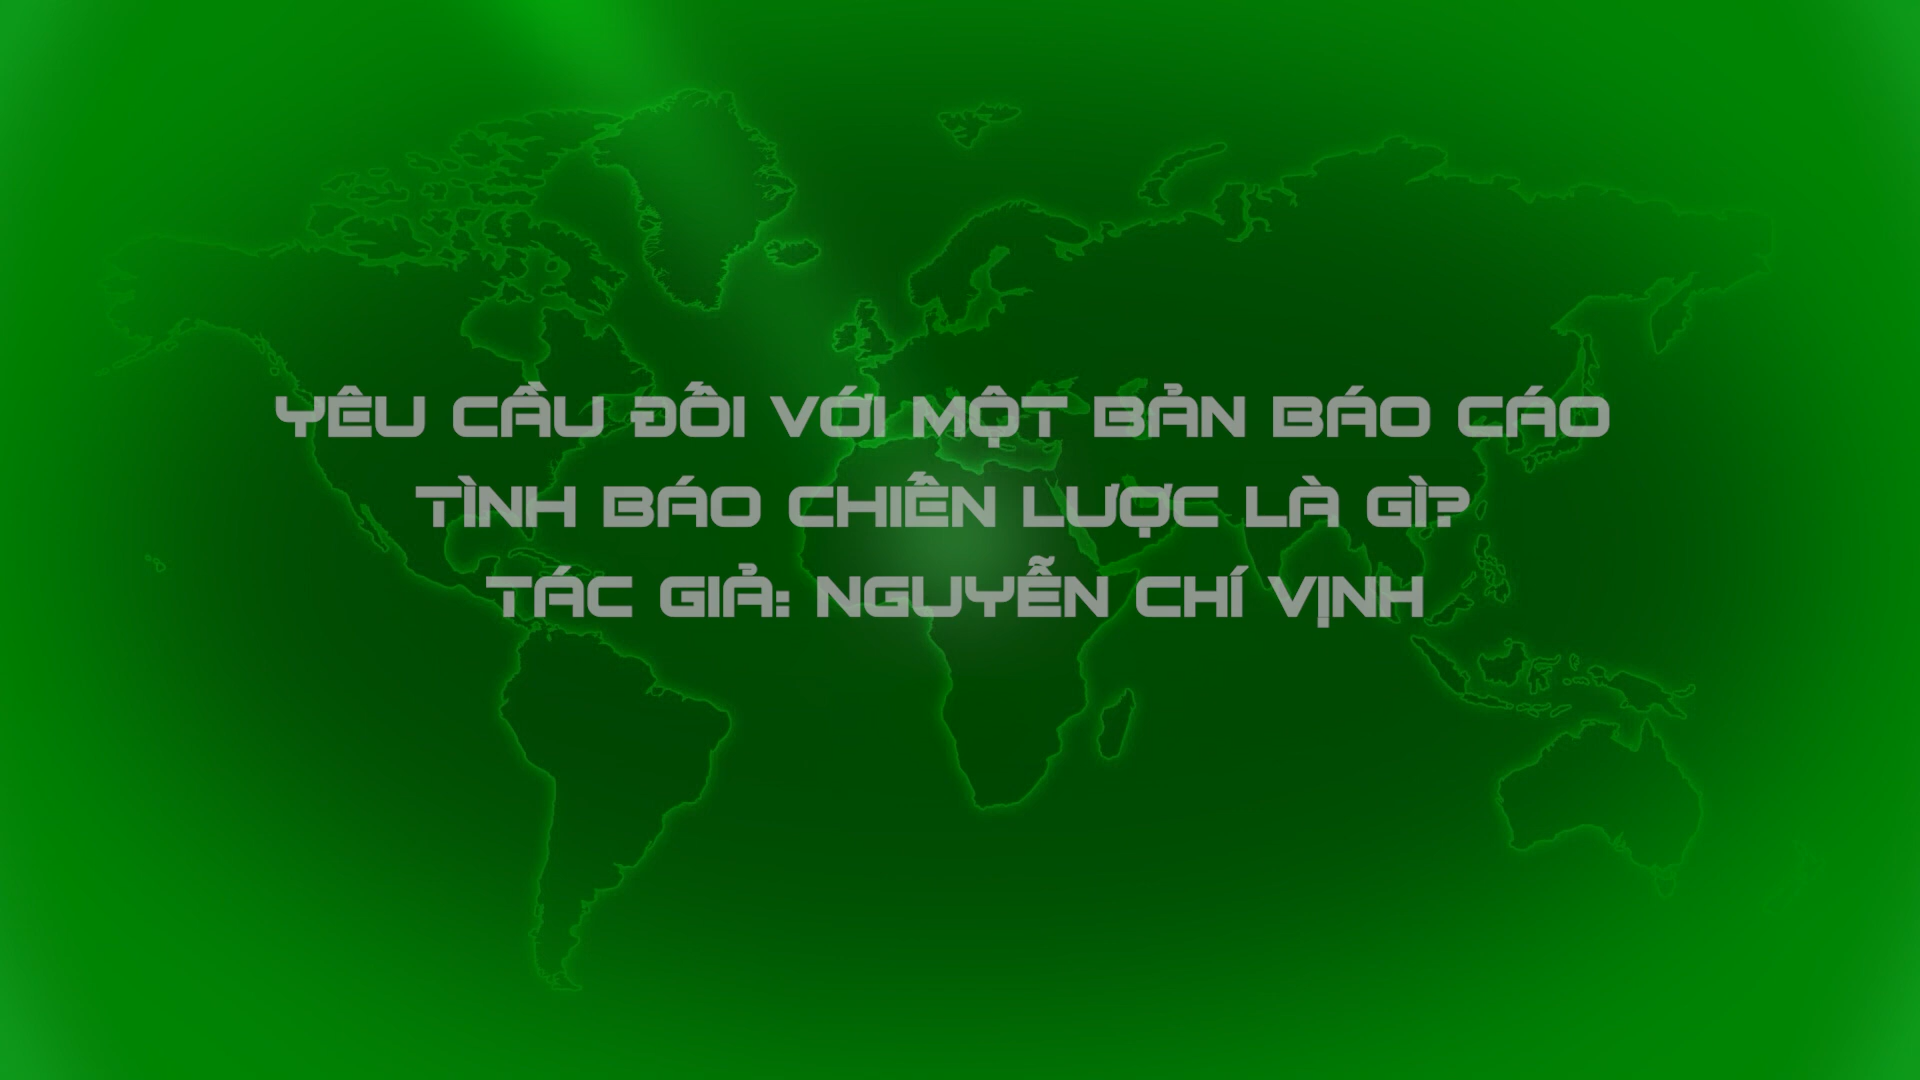 YÊU CẦU ĐỐI VỚI MỘT BẢN BÁO CÁO
TÌNH BÁO CHIẾN LƯỢC LÀ GÌ?
TÁC GIẢ: NGUYỄN CHÍ VỊNH